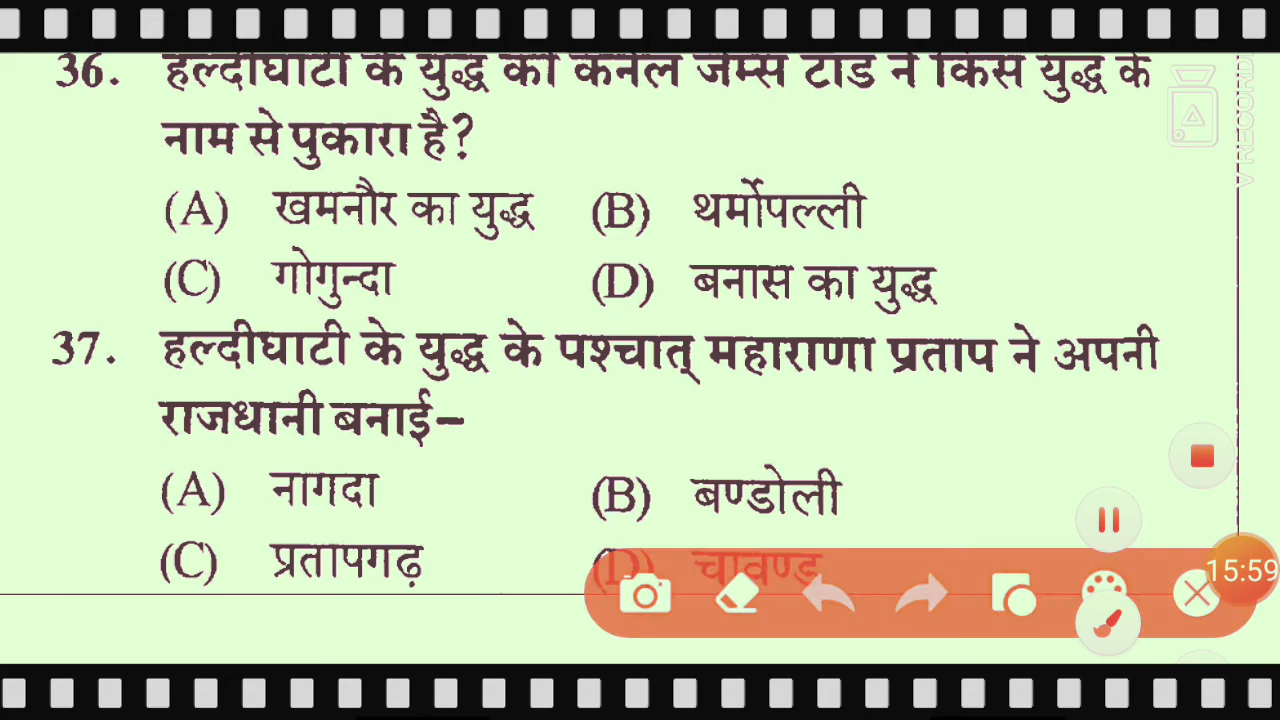 36. हल्दीघाटी के युद्ध को कर्नल जेम्स टॉड ने किस युद्ध के
नाम से पुकारा है?
(A) खमनौर का युद्ध (B) थर्मोपल्ली
(C) गोगुन्दा (D) बनास का युद्ध
37. हल्दीघाटी के युद्ध के पश्चात् महाराणा प्रताप ने अपनी
राजधानी बनाई–
(A) नागदा (B) बण्डोली
(C) प्रतापगढ़ (D) चावण्ड
15:59
V RECORD